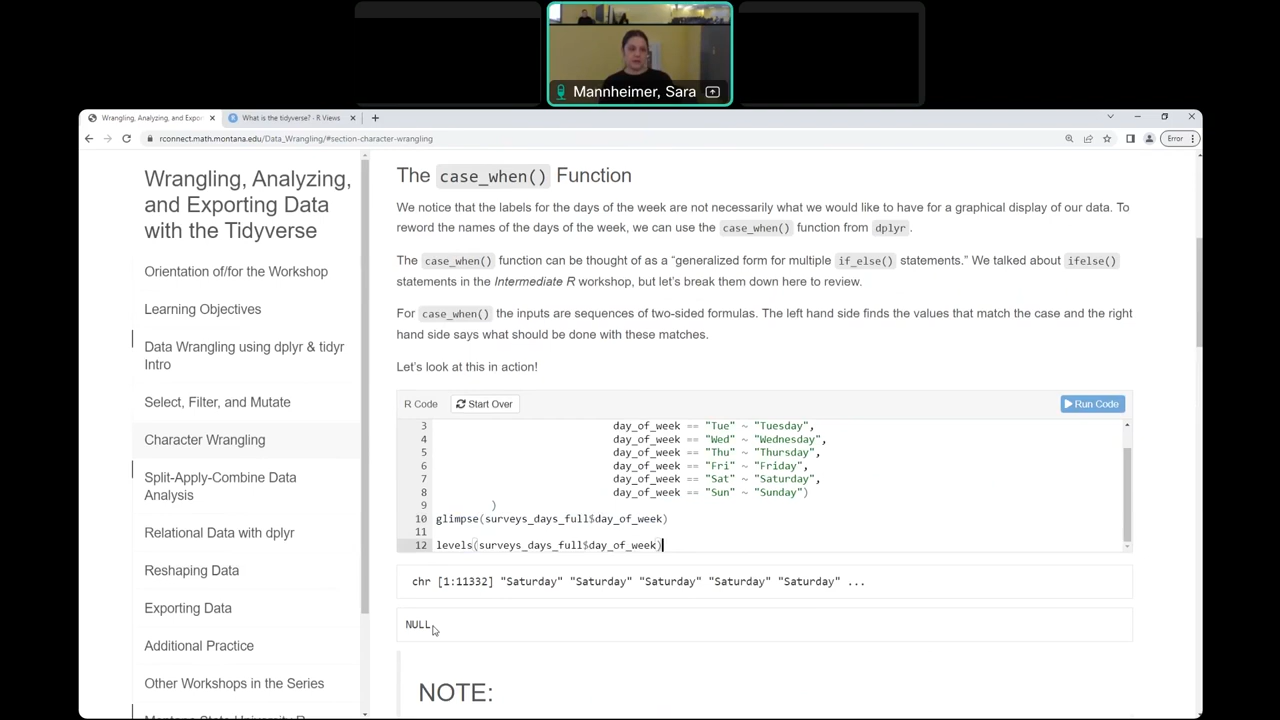 Mannheimer, Sara
Wrangling, Analyzing, and Expor
What is the tidyverse? - R Views
rconnect.math.montana.edu/Data_Wrangling/#section-character-wrangling
Error
Wrangling, Analyzing,
and Exporting Data
with the Tidyverse
Orientation of/for the Workshop
Learning Objectives
Data Wrangling using dplyr & tidyr
Intro
Select, Filter, and Mutate
Character Wrangling
Split-Apply-Combine Data
Analysis
Relational Data with dplyr
Reshaping Data
Exporting Data
Additional Practice
Other Workshops in the Series
Montana State University R
The case_when() Function
We notice that the labels for the days of the week are not necessarily what we would like to have for a graphical display of our data. To
reword the names of the days of the week, we can use the case_when() function from dplyr.
The case_when() function can be thought of as a “generalized form for multiple if_else() statements.” We talked about ifelse()
statements in the Intermediate R workshop, but let’s break them down here to review.
For case_when() the inputs are sequences of two-sided formulas. The left hand side finds the values that match the case and the right
hand side says what should be done with these matches.
Let’s look at this in action!
R Code Start Over Run Code
3 day_of_week == "Tue" ~ "Tuesday",
4 day_of_week == "Wed" ~ "Wednesday",
5 day_of_week == "Thu" ~ "Thursday",
6 day_of_week == "Fri" ~ "Friday",
7 day_of_week == "Sat" ~ "Saturday",
8 day_of_week == "Sun" ~ "Sunday")
9 )
10 glimpse(surveys_days_full$day_of_week)
11
12 levels(surveys_days_full$day_of_week)
chr [1:11332] "Saturday" "Saturday" "Saturday" "Saturday" "Saturday" ...
NULL
NOTE: